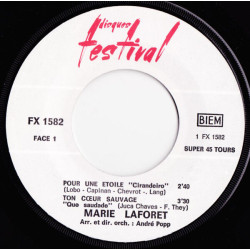 disques
festival
FX 1582
FACE 1
BIEM
1 FX 1582
SUPER 45 TOURS
POUR UNE ETOILE "Cirandeiro" 2'40
(Lobo - Capinan - Chevrot -. Lang)
TON CŒUR SAUVAGE 3'30
"Que saudade" (Juca Chaves - F. They)
MARIE LAFORET
Arr. et dir. orch. : André Popp